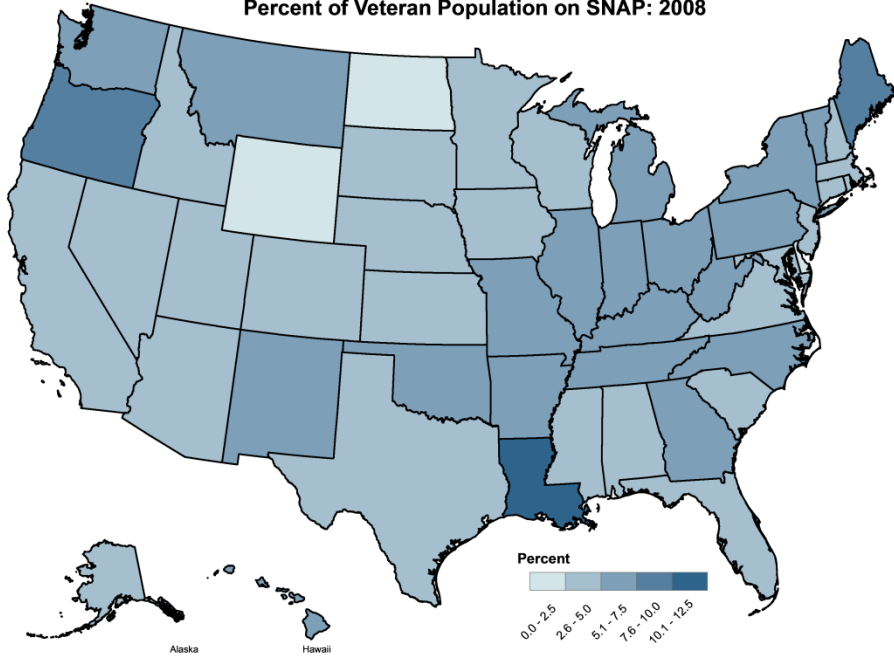 Percent of Veteran Population on SNAP: 2008
Percent
0.0 - 2.5
2.6 - 5.0
5.1 - 7.5
7.6 - 10.0
10.1 - 12.5
Alaska
Hawaii